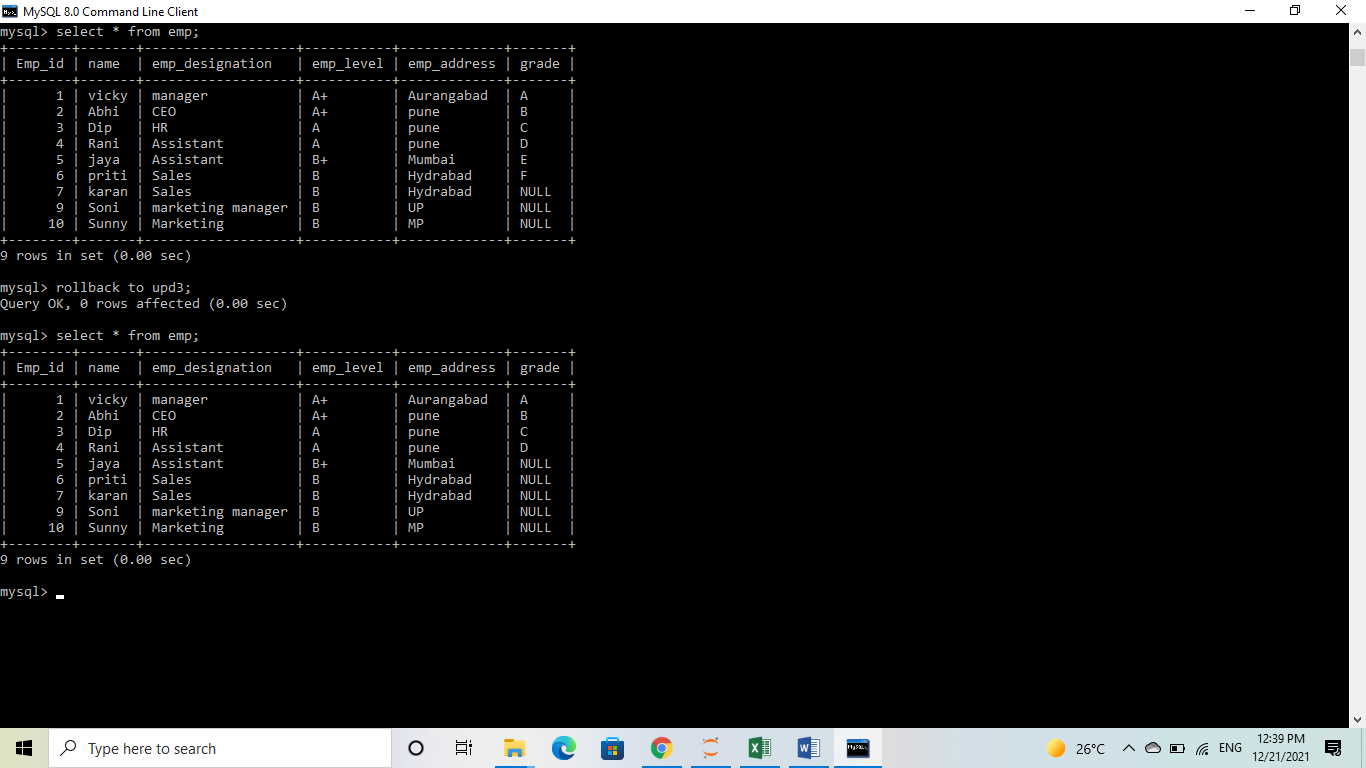 MySQL 8.0 Command Line Client
mysql> select * from emp;
+--------+-------+-------------------+-----------+-------------+-------+
| Emp_id | name  | emp_designation   | emp_level | emp_address | grade |
+--------+-------+-------------------+-----------+-------------+-------+
|      1 | vicky | manager           | A+        | Aurangabad  | A     |
|      2 | Abhi  | CEO               | A+        | pune        | B     |
|      3 | Dip   | HR                | A         | pune        | C     |
|      4 | Rani  | Assistant         | A         | pune        | D     |
|      5 | jaya  | Assistant         | B+        | Mumbai      | E     |
|      6 | priti | Sales             | B         | Hydrabad    | F     |
|      7 | karan | Sales             | B         | Hydrabad    | NULL  |
|      9 | Soni  | marketing manager | B         | UP          | NULL  |
|     10 | Sunny | Marketing         | B         | MP          | NULL  |
+--------+-------+-------------------+-----------+-------------+-------+
9 rows in set (0.00 sec)
mysql> rollback to upd3;
Query OK, 0 rows affected (0.00 sec)
mysql> select * from emp;
+--------+-------+-------------------+-----------+-------------+-------+
| Emp_id | name  | emp_designation   | emp_level | emp_address | grade |
+--------+-------+-------------------+-----------+-------------+-------+
|      1 | vicky | manager           | A+        | Aurangabad  | A     |
|      2 | Abhi  | CEO               | A+        | pune        | B     |
|      3 | Dip   | HR                | A         | pune        | C     |
|      4 | Rani  | Assistant         | A         | pune        | D     |
|      5 | jaya  | Assistant         | B+        | Mumbai      | NULL  |
|      6 | priti | Sales             | B         | Hydrabad    | NULL  |
|      7 | karan | Sales             | B         | Hydrabad    | NULL  |
|      9 | Soni  | marketing manager | B         | UP          | NULL  |
|     10 | Sunny | Marketing         | B         | MP          | NULL  |
+--------+-------+-------------------+-----------+-------------+-------+
9 rows in set (0.00 sec)
mysql>
Type here to search
26°C
ENG
12:39 PM
12/21/2021